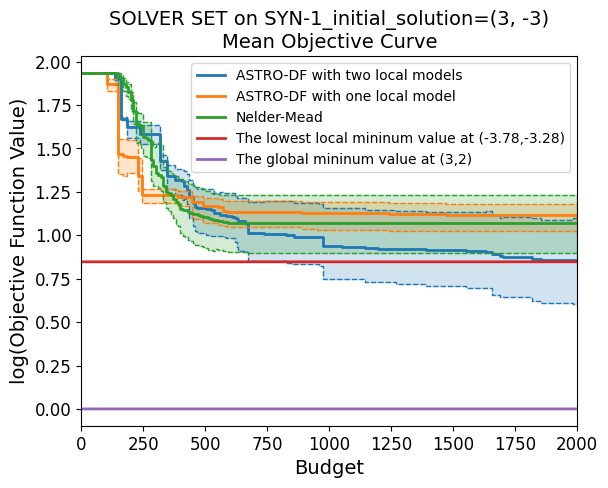 SOLVER SET on SYN-1_initial_solution=(3, -3)
Mean Objective Curve
log(Objective Function Value)
2.00
1.75
1.50
1.25
1.00
0.75
0.50
0.25
0.00
ASTRO-DF with two local models
ASTRO-DF with one local model
Nelder-Mead
The lowest local mininum value at (-3.78,-3.28)
The global mininum value at (3,2)
0 250 500 750 1000 1250 1500 1750 2000
Budget